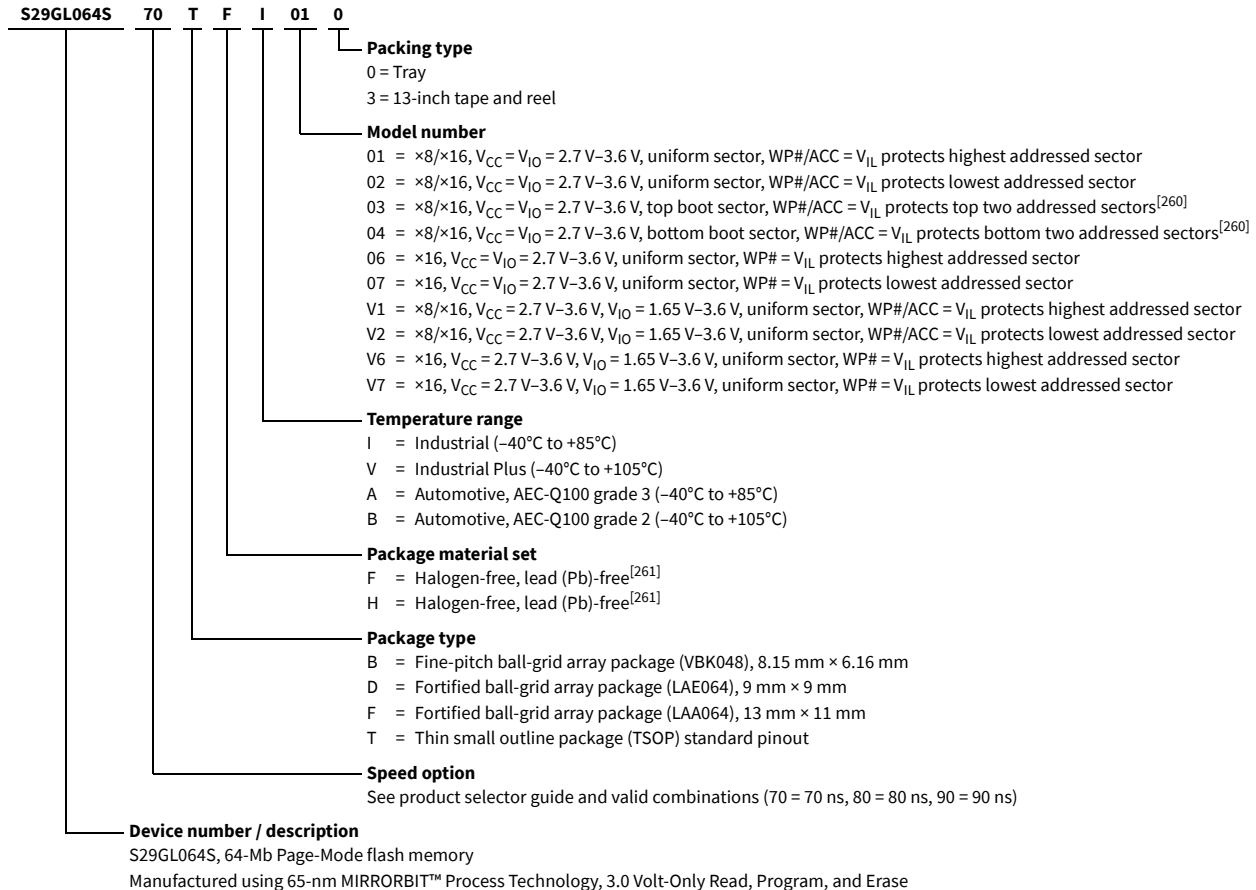 S29GL064S 70 T F I 01 0
Packing type
0 = Tray
3 = 13-inch tape and reel
Model number
01 = ×8/×16, VCC = VIO = 2.7 V–3.6 V, uniform sector, WP#/ACC = VIL protects highest addressed sector
02 = ×8/×16, VCC = VIO = 2.7 V–3.6 V, uniform sector, WP#/ACC = VIL protects lowest addressed sector
03 = ×8/×16, VCC = VIO = 2.7 V–3.6 V, top boot sector, WP#/ACC = VIL protects top two addressed sectors[260]
04 = ×8/×16, VCC = VIO = 2.7 V–3.6 V, bottom boot sector, WP#/ACC = VIL protects bottom two addressed sectors[260]
06 = ×16, VCC = VIO = 2.7 V–3.6 V, uniform sector, WP# = VIL protects highest addressed sector
07 = ×16, VCC = VIO = 2.7 V–3.6 V, uniform sector, WP# = VIL protects lowest addressed sector
V1 = ×8/×16, VCC = 2.7 V–3.6 V, VIO = 1.65 V–3.6 V, uniform sector, WP#/ACC = VIL protects highest addressed sector
V2 = ×8/×16, VCC = 2.7 V–3.6 V, VIO = 1.65 V–3.6 V, uniform sector, WP#/ACC = VIL protects lowest addressed sector
V6 = ×16, VCC = 2.7 V–3.6 V, VIO = 1.65 V–3.6 V, uniform sector, WP# = VIL protects highest addressed sector
V7 = ×16, VCC = 2.7 V–3.6 V, VIO = 1.65 V–3.6 V, uniform sector, WP# = VIL protects lowest addressed sector
Temperature range
I = Industrial (–40°C to +85°C)
V = Industrial Plus (–40°C to +105°C)
A = Automotive, AEC-Q100 grade 3 (–40°C to +85°C)
B = Automotive, AEC-Q100 grade 2 (–40°C to +105°C)
Package material set
F = Halogen-free, lead (Pb)-free[261]
H = Halogen-free, lead (Pb)-free[261]
Package type
B = Fine-pitch ball-grid array package (VBK048), 8.15 mm × 6.16 mm
D = Fortified ball-grid array package (LAE064), 9 mm × 9 mm
F = Fortified ball-grid array package (LAA064), 13 mm × 11 mm
T = Thin small outline package (TSOP) standard pinout
Speed option
See product selector guide and valid combinations (70 = 70 ns, 80 = 80 ns, 90 = 90 ns)
Device number / description
S29GL064S, 64-Mb Page-Mode flash memory
Manufactured using 65-nm MIRRORBIT™ Process Technology, 3.0 Volt-Only Read, Program, and Erase